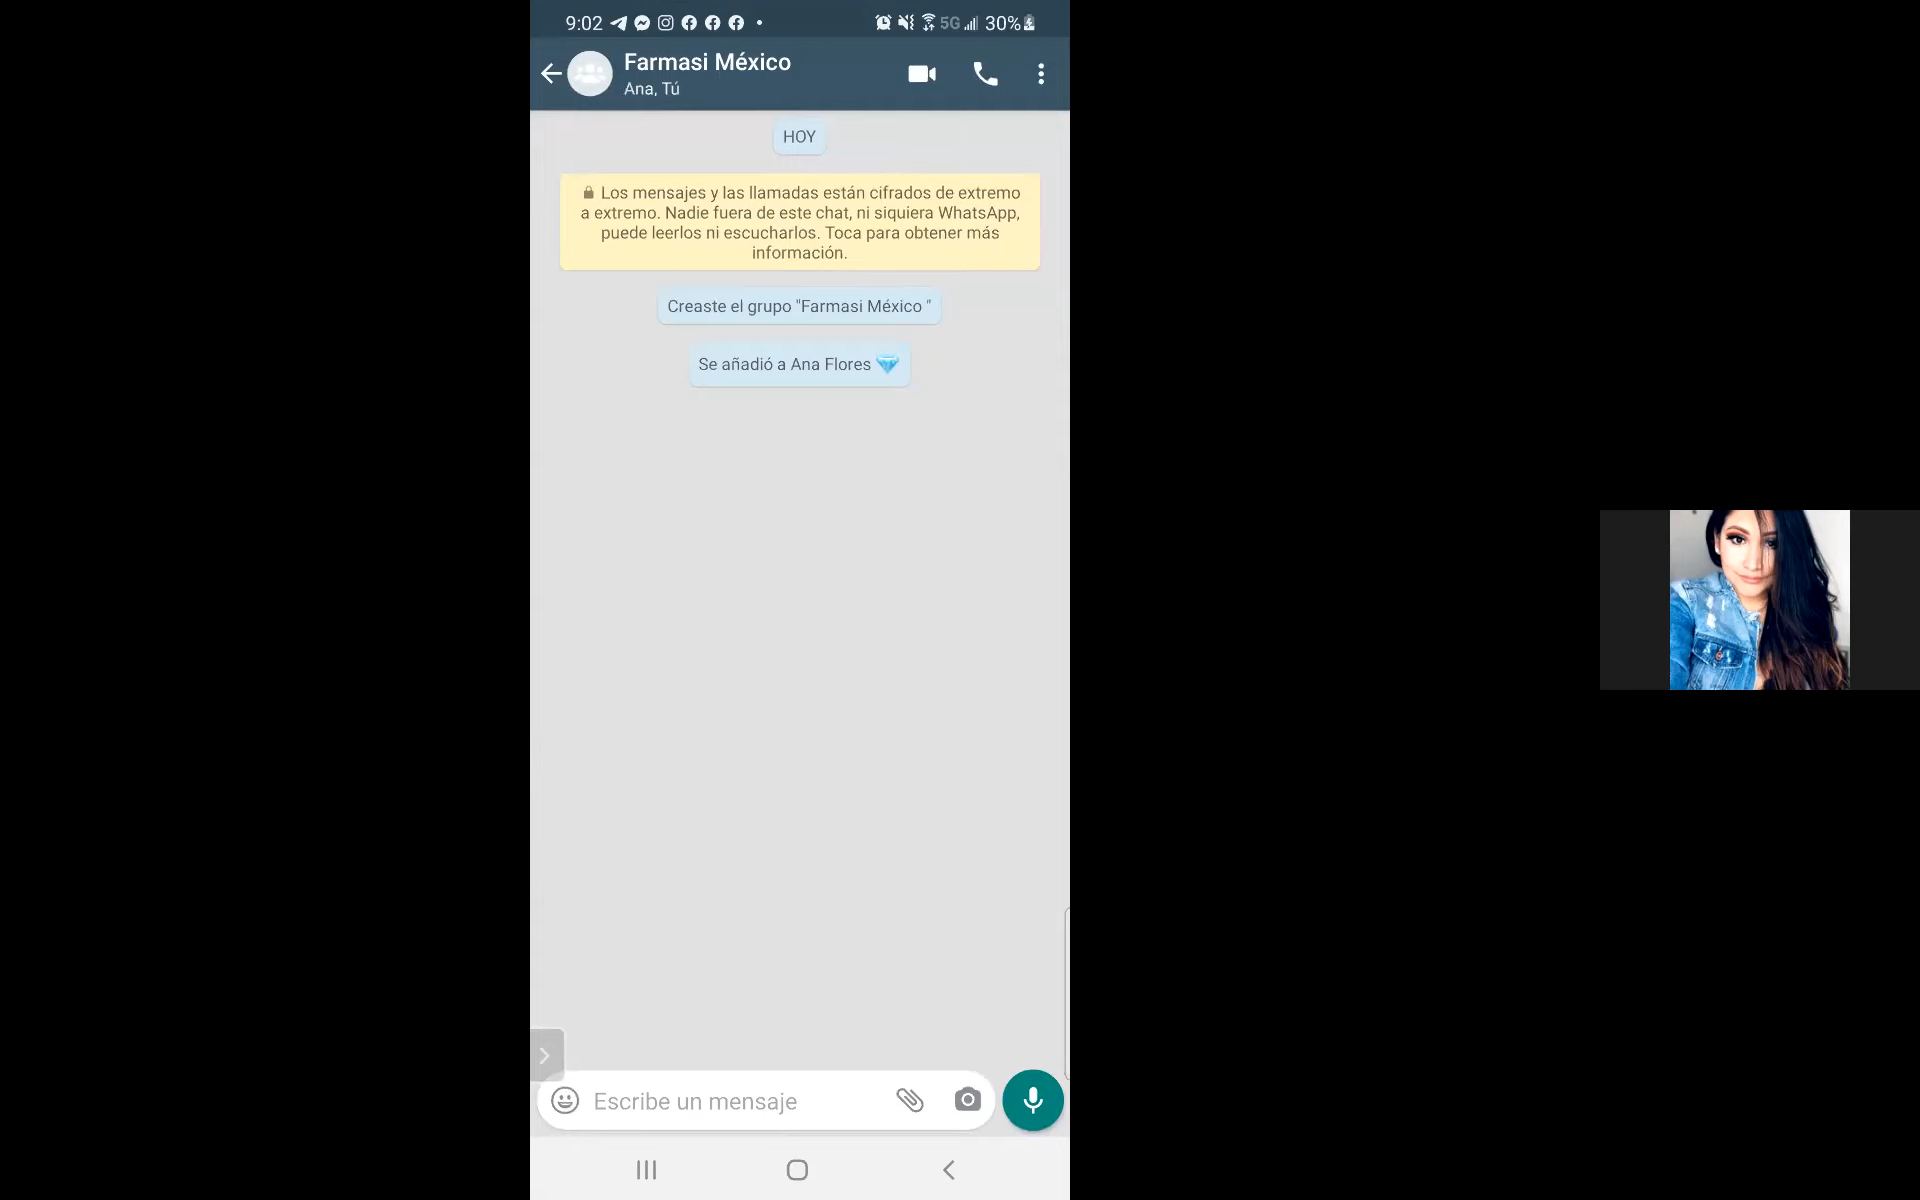 9:02 5G 30%
Farmasi México
Ana, Tú
HOY
Los mensajes y las llamadas están cifrados de extremo
a extremo. Nadie fuera de este chat, ni siquiera WhatsApp,
puede leerlos ni escucharlos. Toca para obtener más
información.
Creaste el grupo "Farmasi México "
Se añadió a Ana Flores 💎
Escribe un mensaje